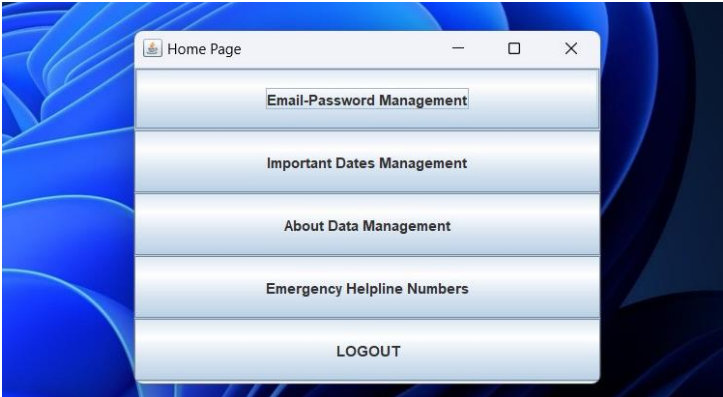 Home Page
Email-Password Management
Important Dates Management
About Data Management
Emergency Helpline Numbers
LOGOUT